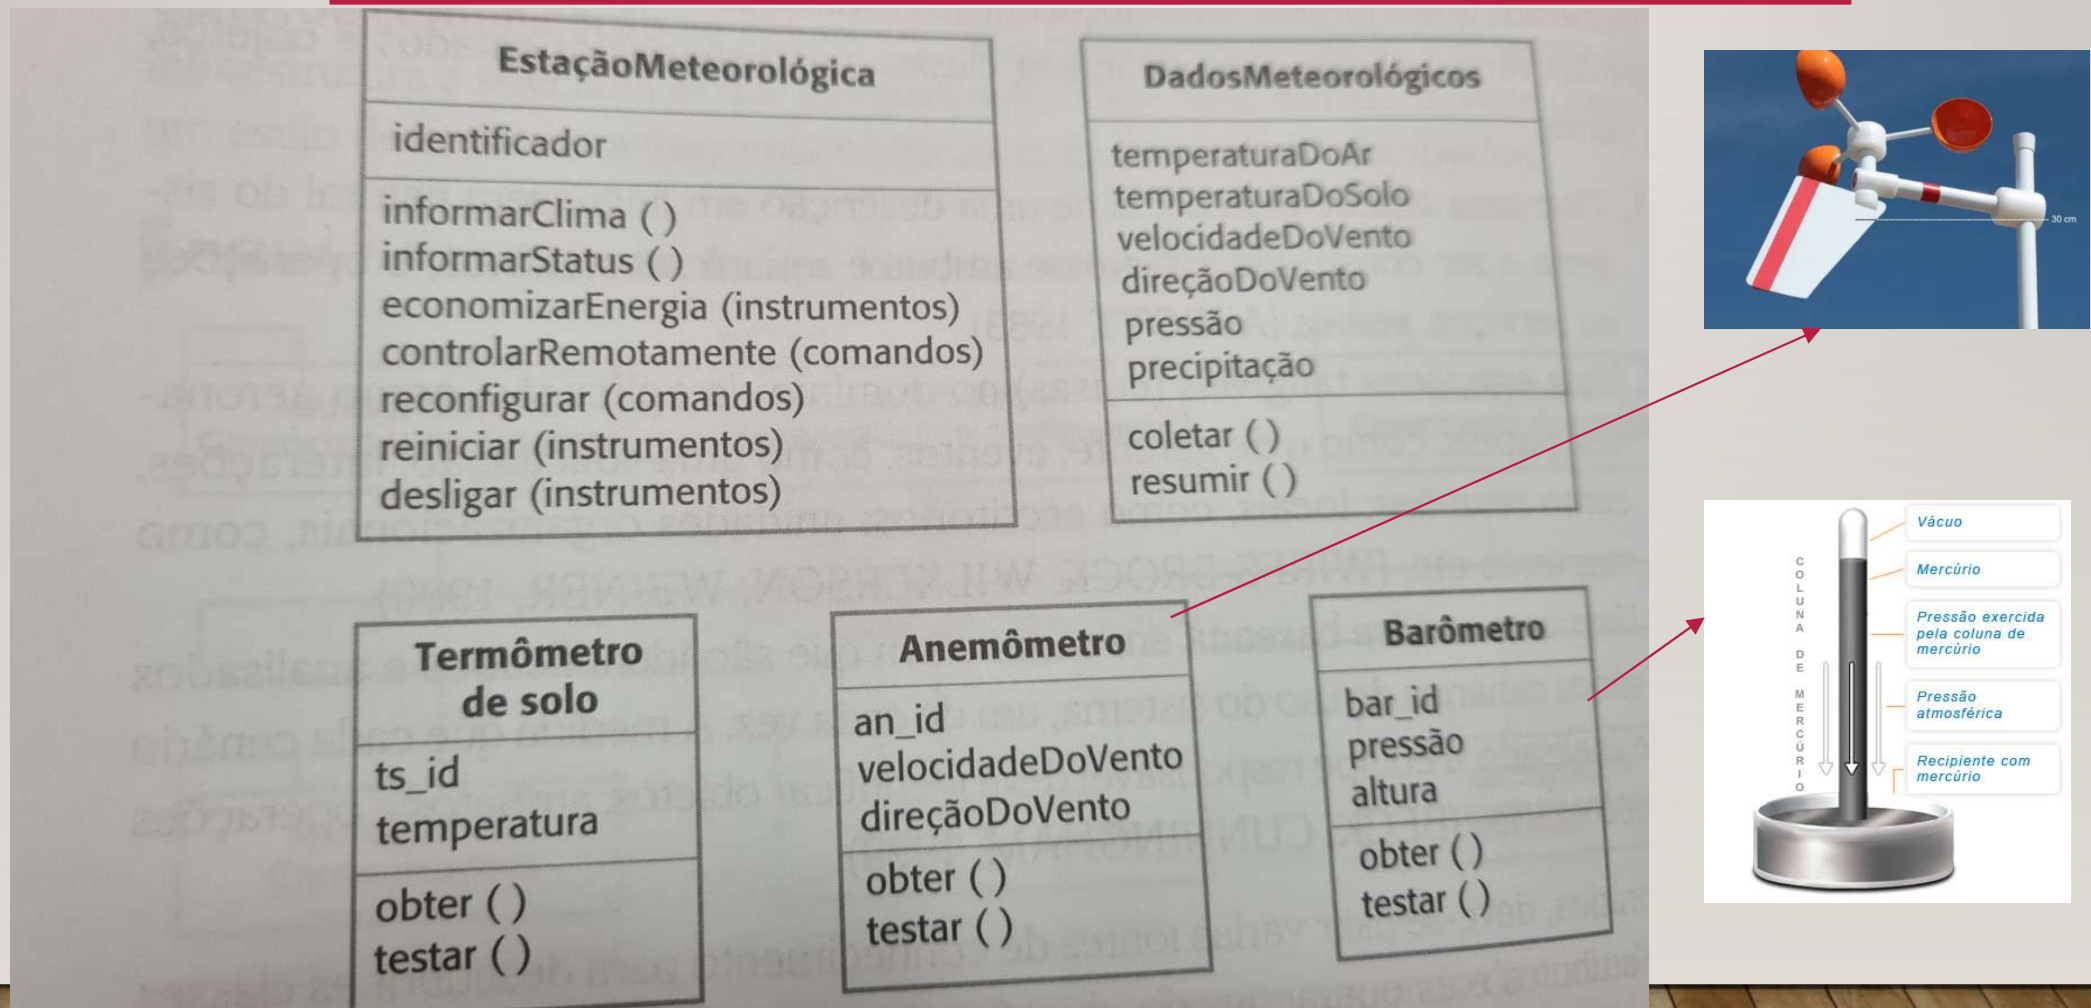 EstaçãoMeteorológica
identificador
informarClima ( )
informarStatus ( )
economizarEnergia (instrumentos)
controlarRemotamente (comandos)
reconfigurar (comandos)
reiniciar (instrumentos)
desligar (instrumentos)
DadosMeteorológicos
temperaturaDoAr
temperaturaDoSolo
velocidadeDoVento
direçãoDoVento
pressão
precipitação
coletar ( )
resumir ( )
Termômetro
de solo
ts_id
temperatura
obter ( )
testar ( )
Anemômetro
an_id
velocidadeDoVento
direçãoDoVento
obter ( )
testar ( )
Barômetro
bar_id
pressão
altura
obter ( )
testar ( )
30 cm
COLUNA DE MERCÚRIO
Vácuo
Mercúrio
Pressão exercida
pela coluna de
mercúrio
Pressão
atmosférica
Recipiente com
mercúrio